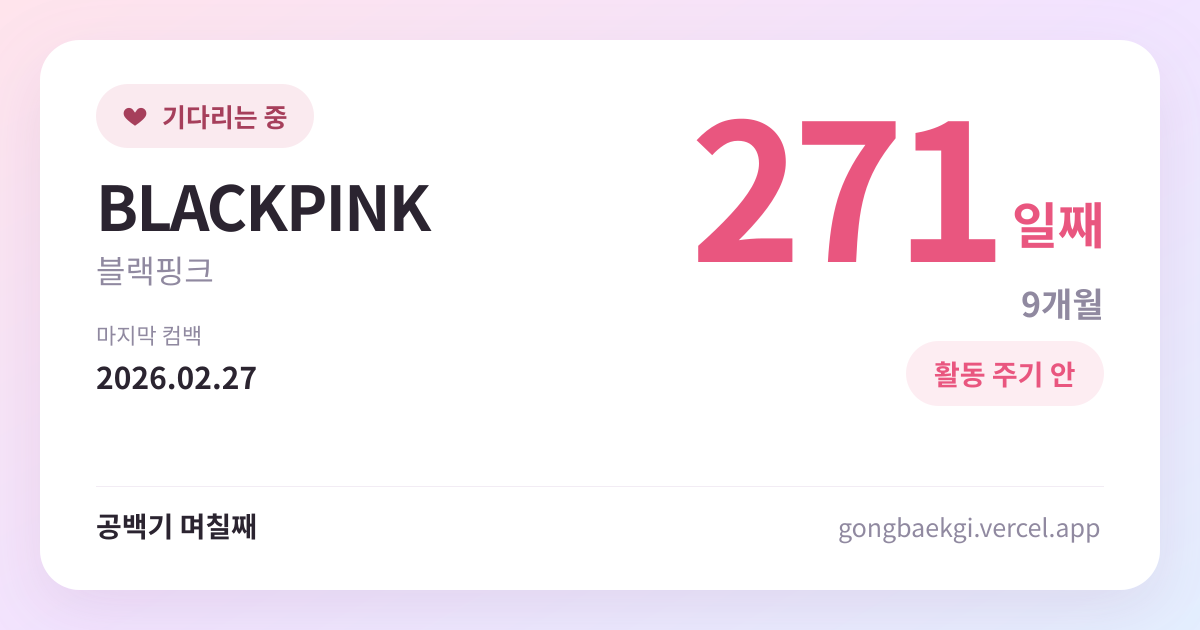 기다리는 중
BLACKPINK
블랙핑크
마지막 컴백
2026.02.27
271 일째
9개월
활동 주기 안
공백기 며칠째
gongbaekgi.vercel.app